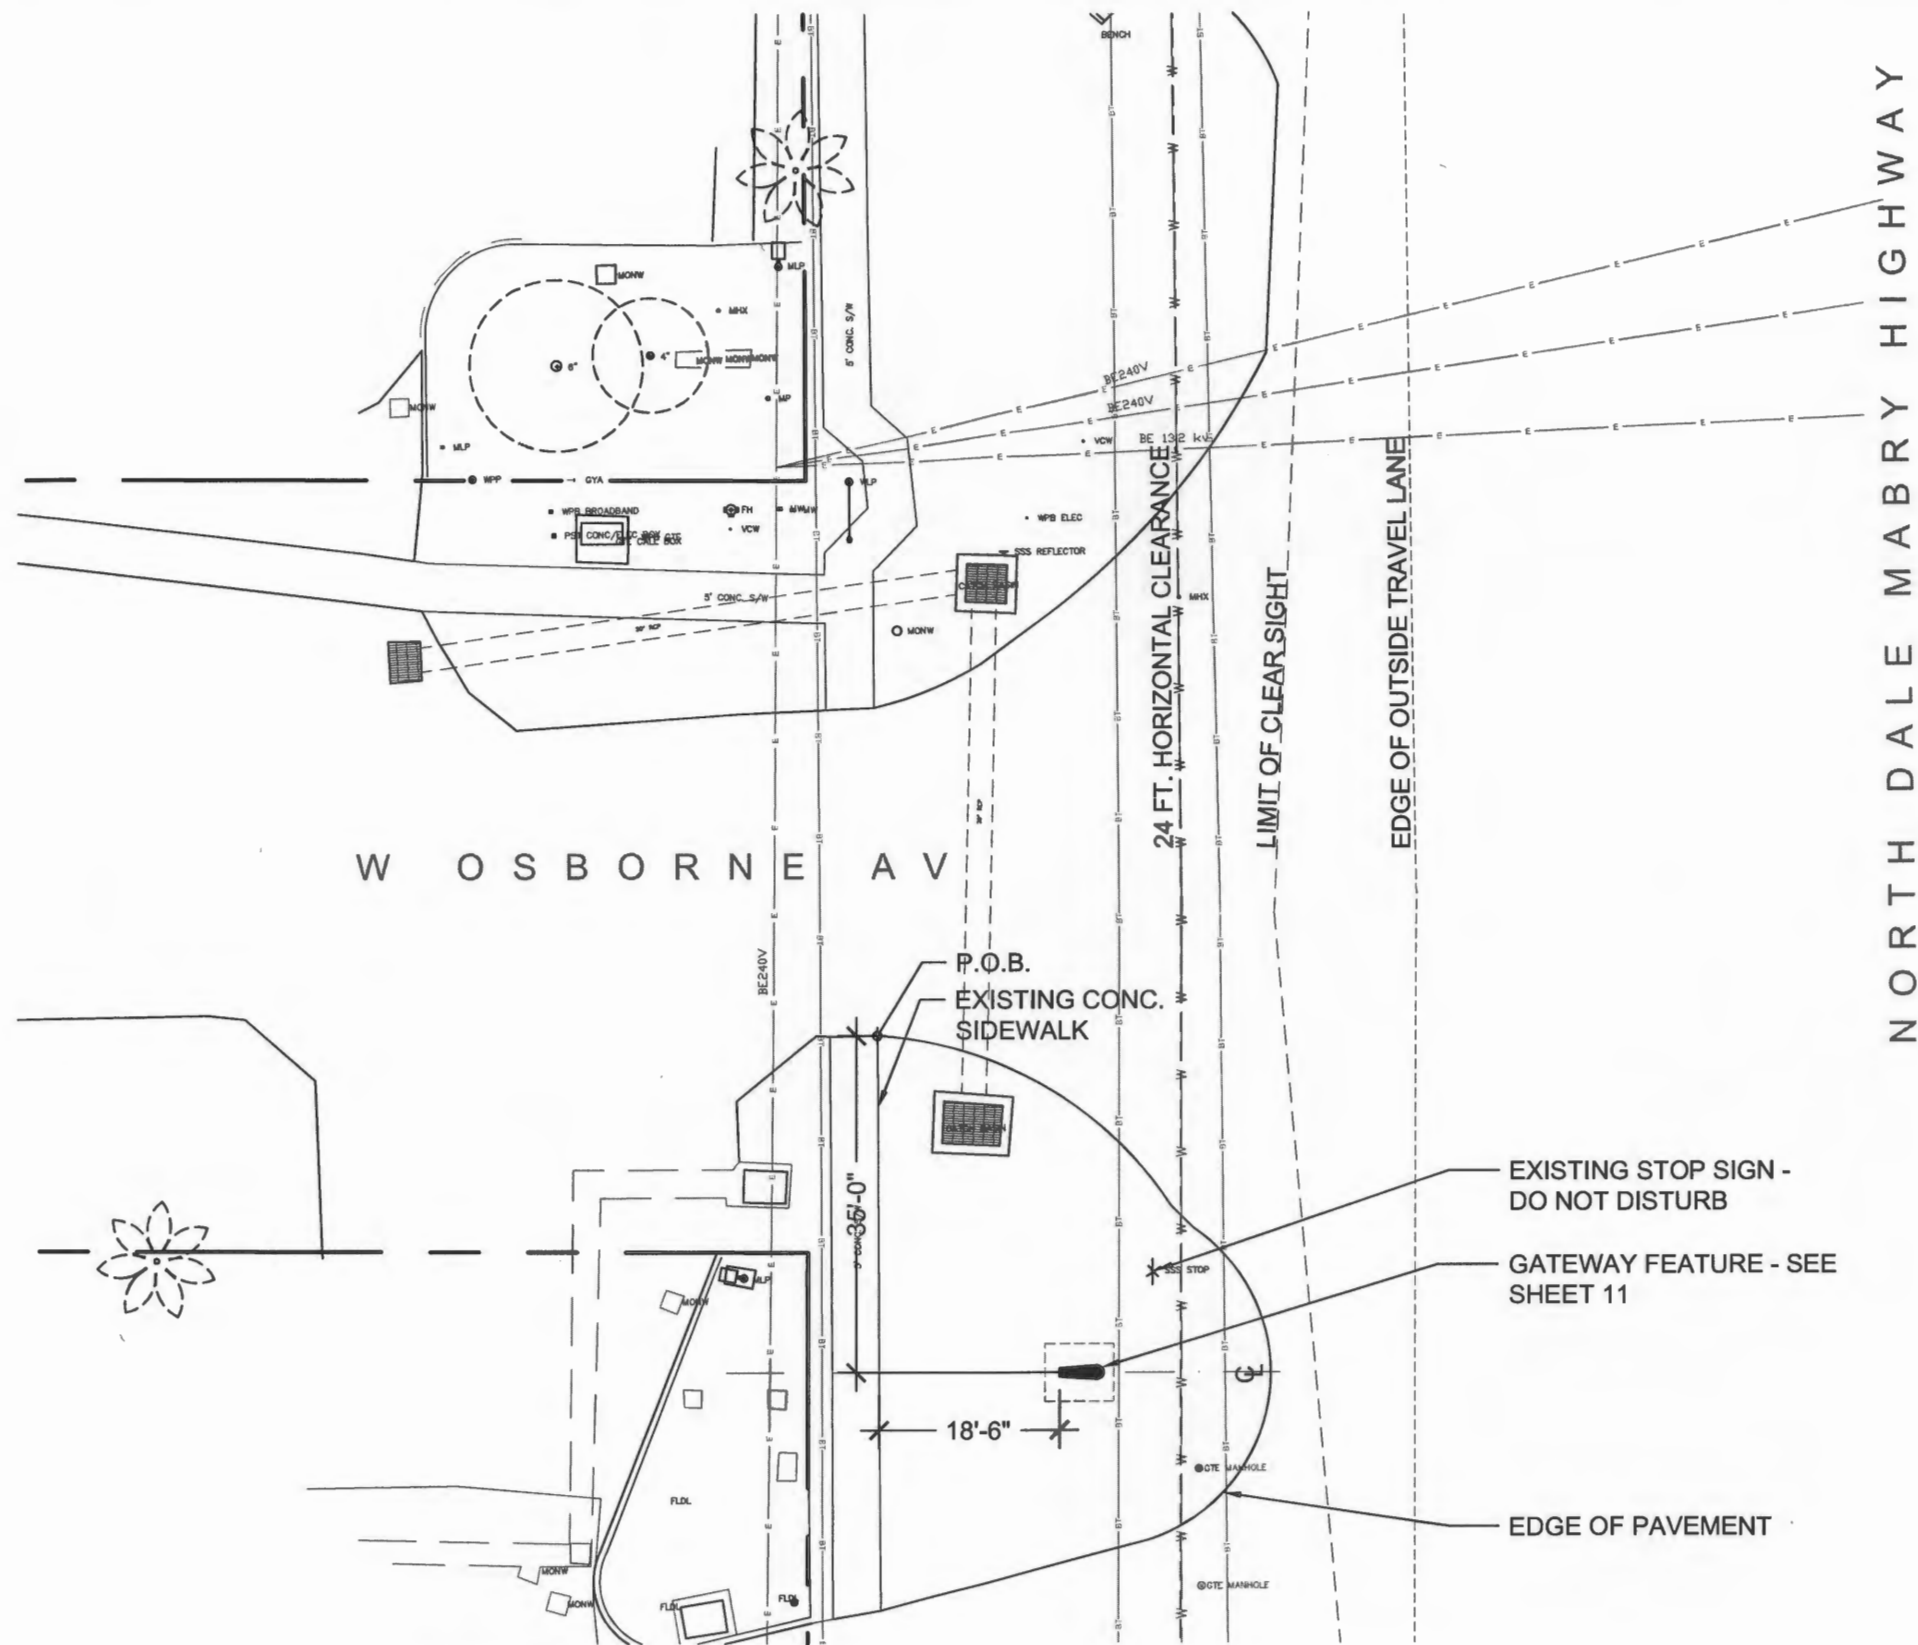 BENCH
NORTH DALE MABRY HIGHWAY
MONW
MLP
MHX
5' CONC. S/W
6"
4"
MONW MONWMONW
BE240V
BE240V
MP
MONW
MLP
VCW
BE 13.2 kv
WPP
GYA
WLP
WPB BROADBAND
FH
MW
MW
VCW
WPB ELEC
SSS REFLECTOR
24 FT. HORIZONTAL CLEARANCE
LIMIT OF CLEAR SIGHT
EDGE OF OUTSIDE TRAVEL LANE
MHX
5' CONC. S/W
MONW
W OSBORNE AV
BE240V
P.O.B.
EXISTING CONC.
SIDEWALK
35'-0"
EXISTING STOP SIGN -
DO NOT DISTURB
SSS STOP
GATEWAY FEATURE - SEE
SHEET 11
MLP
MONW
CL
18'-6"
GTE MANHOLE
FLDL
EDGE OF PAVEMENT
MONW
GTE MANHOLE
MONW
FLDL
FLDL